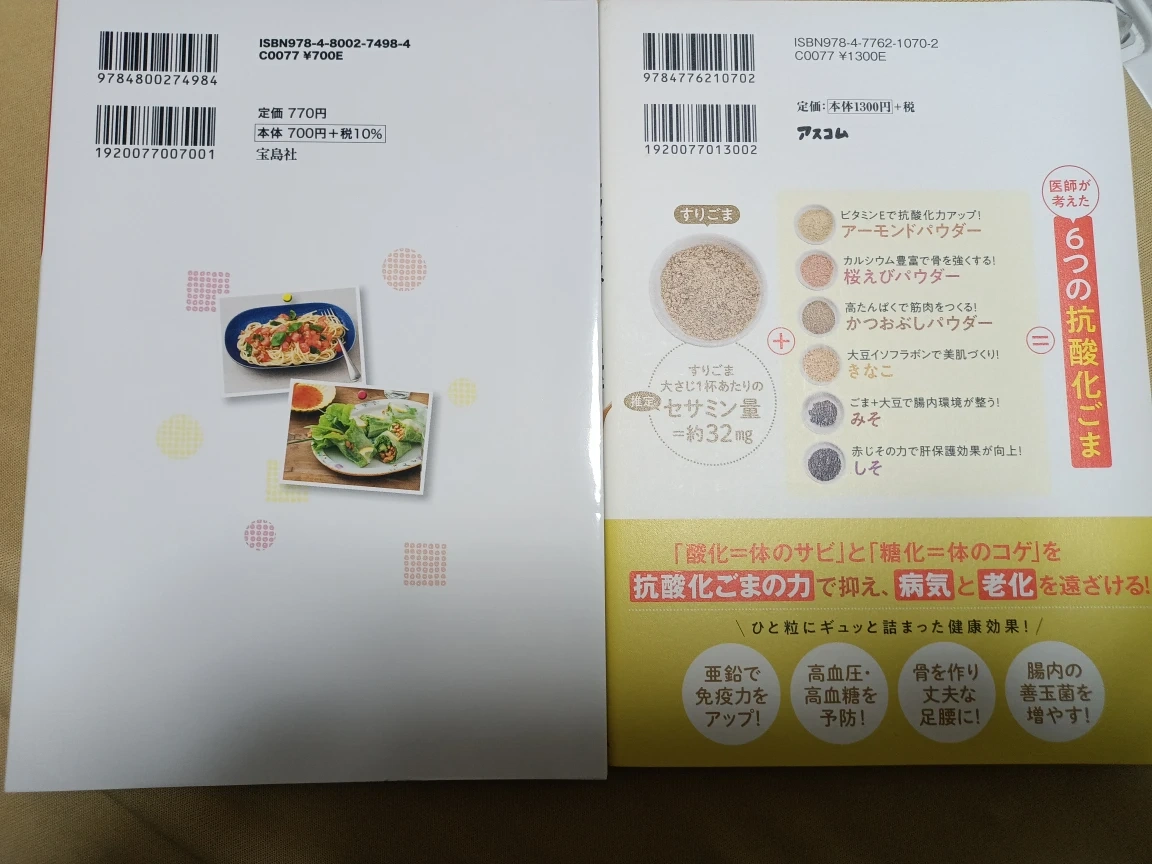 ISBN978-4-8002-7498-4
C0077 ¥700E
9784800274984
定価 770円
本体 700円+税10%
宝島社
1920077007001
ISBN978-4-7762-1070-2
C0077 ¥1300E
9784776210702
定価:本体1300円+税
アスコム
1920077013002
医師が
考えた
6つの抗酸化ごま
すりごま
すりごま
大さじ1杯あたりの
推定
セサミン量
=約32mg
+
ビタミンEで抗酸化力アップ!
アーモンドパウダー
カルシウム豊富で骨を強くする!
桜えびパウダー
高たんぱくで筋肉をつくる!
かつおぶしパウダー
大豆イソフラボンで美肌づくり!
きなこ
ごま+大豆で腸内環境が整う!
みそ
赤じその力で肝保護効果が向上!
しそ
=
「酸化=体のサビ」と「糖化=体のコゲ」を
抗酸化ごまの力で抑え、病気と老化を遠ざける!
\ひと粒にギュッと詰まった健康効果!/
亜鉛で
免疫力を
アップ!
高血圧・
高血糖を
予防!
骨を作り
丈夫な
足腰に!
腸内の
善玉菌を
増やす!